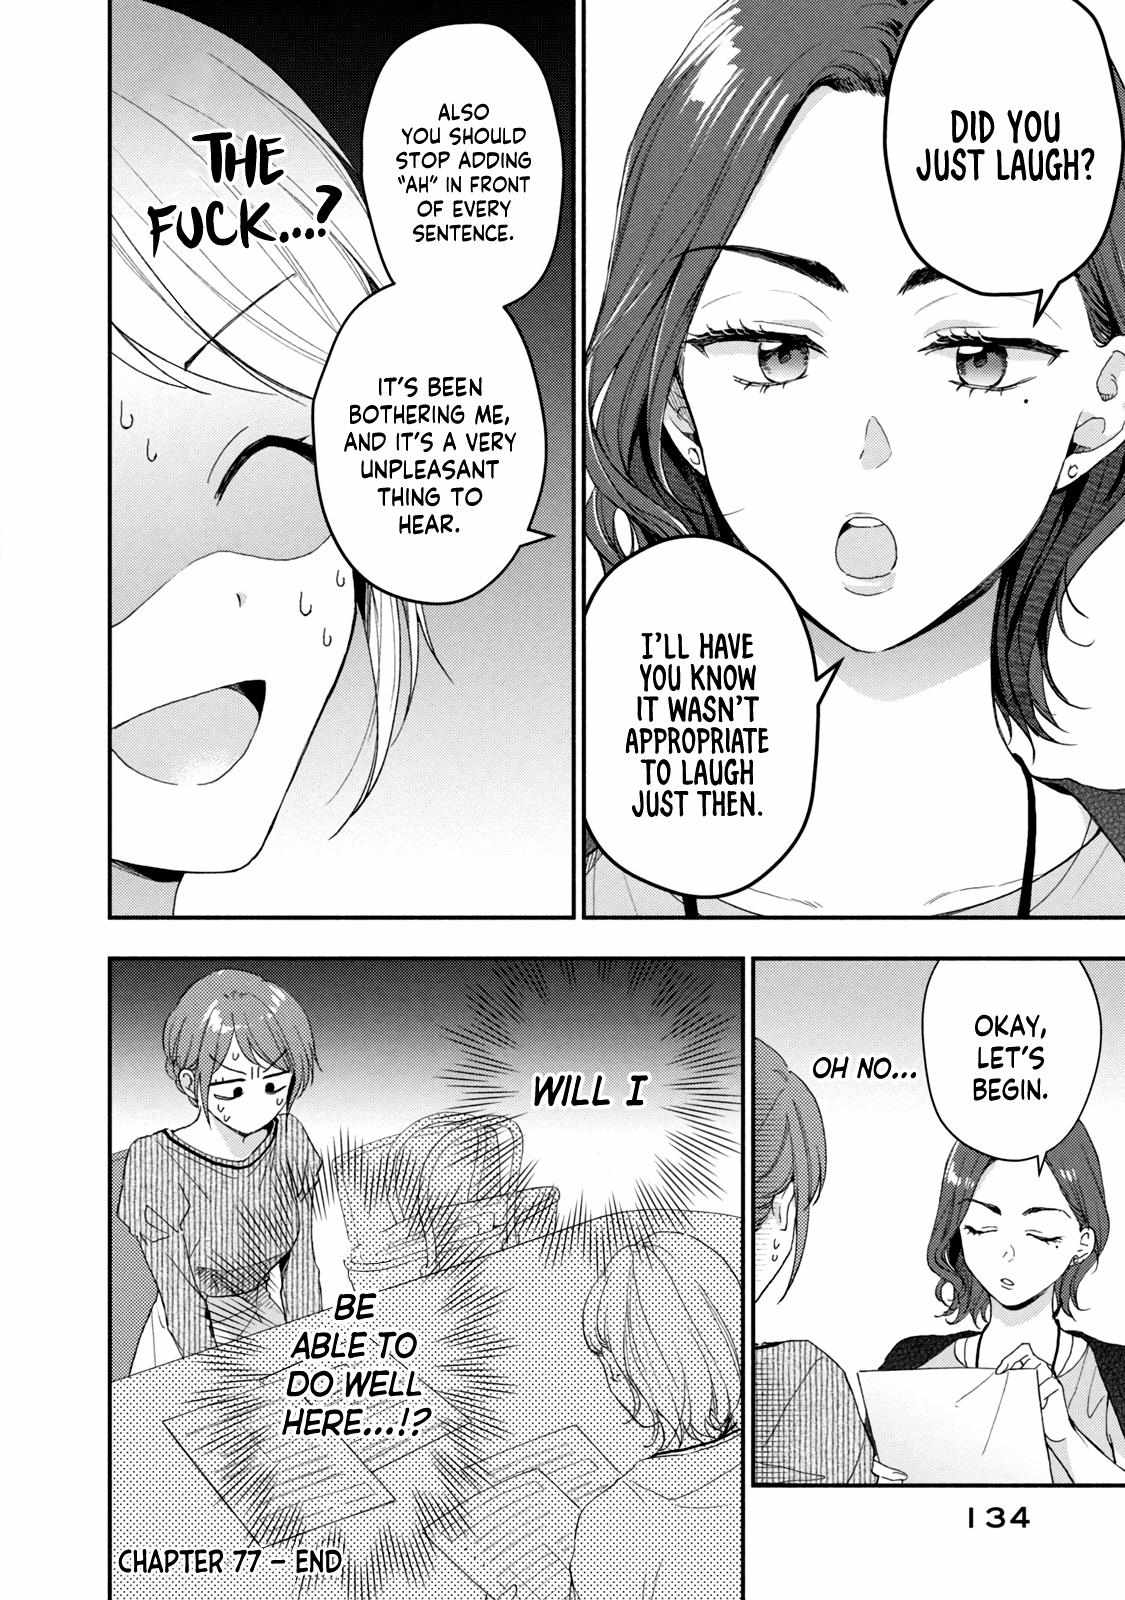 DID YOU
JUST LAUGH?
I'LL HAVE
YOU KNOW
IT WASN'T
APPROPRIATE
TO LAUGH
JUST THEN.
ALSO
YOU SHOULD
STOP ADDING
"AH" IN FRONT
OF EVERY
SENTENCE.
IT'S BEEN
BOTHERING ME,
AND IT'S A VERY
UNPLEASANT
THING TO
HEAR.
THE
FUCK...?
OKAY,
LET'S
BEGIN.
OH NO...
WILL I
BE
ABLE TO
DO WELL
HERE...!?
CHAPTER 77 – END
134